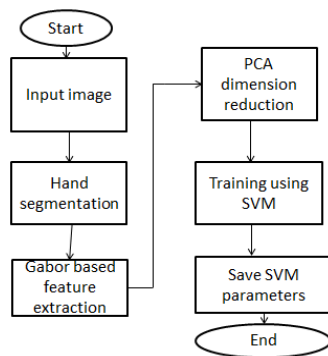 Start
Input image
Hand
segmentation
Gabor based
feature
extraction
PCA
dimension
reduction
Training using
SVM
Save SVM
parameters
End